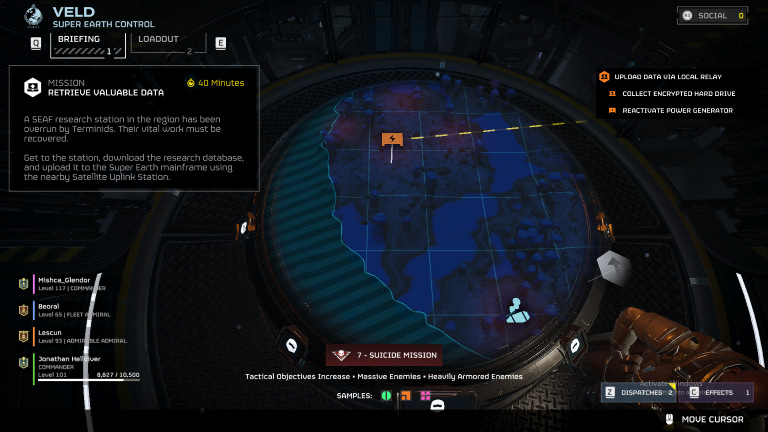 VELD
SUPER EARTH CONTROL
SOCIAL 0
Q BRIEFING 1 LOADOUT 2 E
MISSION
RETRIEVE VALUABLE DATA
40 Minutes
A SEAF research station in the region has been
overrun by Terminids. Their vital work must be
recovered.
Get to the station, download the research database,
and upload it to the Super Earth mainframe using
the nearby Satellite Uplink Station.
UPLOAD DATA VIA LOCAL RELAY
COLLECT ENCRYPTED HARD DRIVE
REACTIVATE POWER GENERATOR
Mishca_Glendor
Level 117 | COMMANDER
Beoral
Level 65 | FLEET ADMIRAL
Lescun
Level 93 | ADMIRABLE ADMIRAL
Jonathan Helldiver
COMMANDER
Level 101 8,827 / 10,500
7 - SUICIDE MISSION
Tactical Objectives Increase • Massive Enemies • Heavily Armored Enemies
SAMPLES:
Activate Windows
Z DISPATCHES 2 C EFFECTS 1
MOVE CURSOR